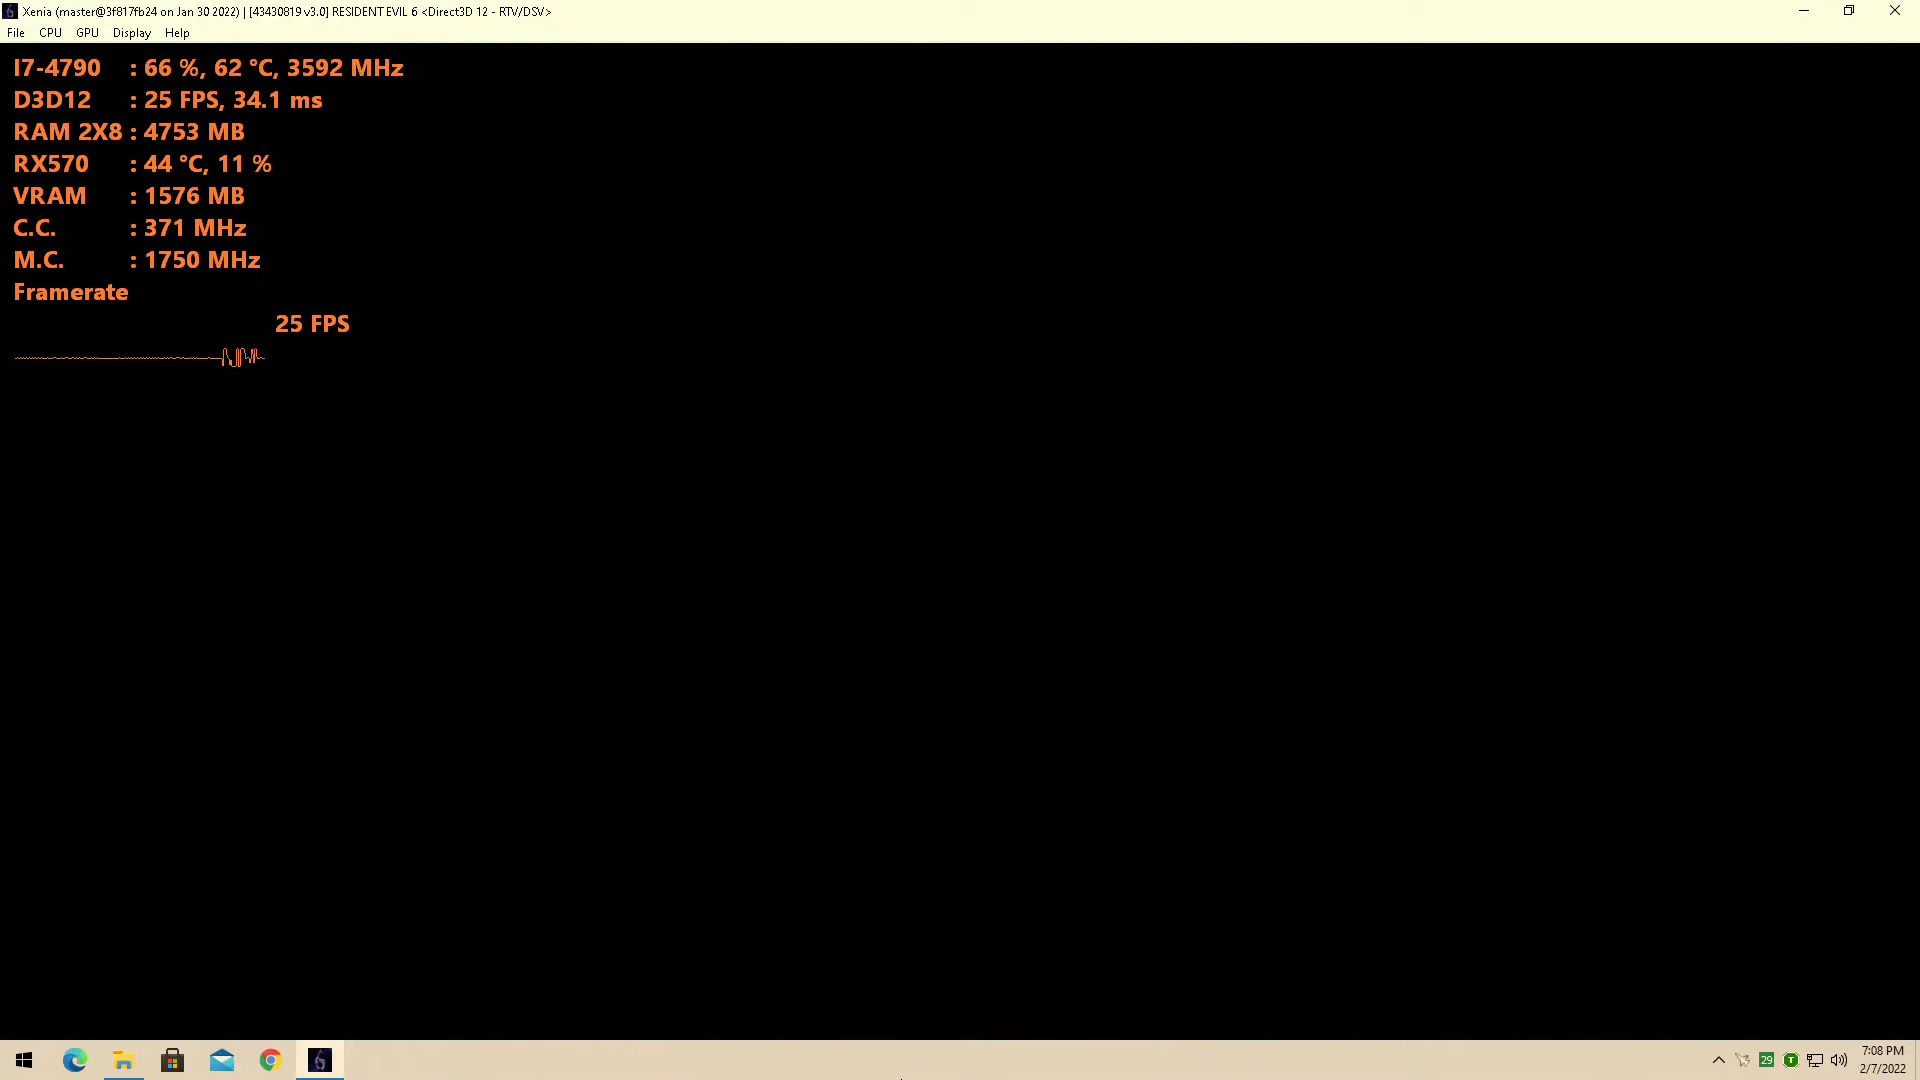 Xenia (master@3f817fb24 on Jan 30 2022) | [43430819 v3.0] RESIDENT EVIL 6 <Direct3D 12 - RTV/DSV>
File CPU GPU Display Help
I7-4790 : 66 %, 62 °C, 3592 MHz
D3D12 : 25 FPS, 34.1 ms
RAM 2X8 : 4753 MB
RX570 : 44 °C, 11 %
VRAM : 1576 MB
C.C. : 371 MHz
M.C. : 1750 MHz
Framerate
25 FPS
29 T 7:08 PM
2/7/2022